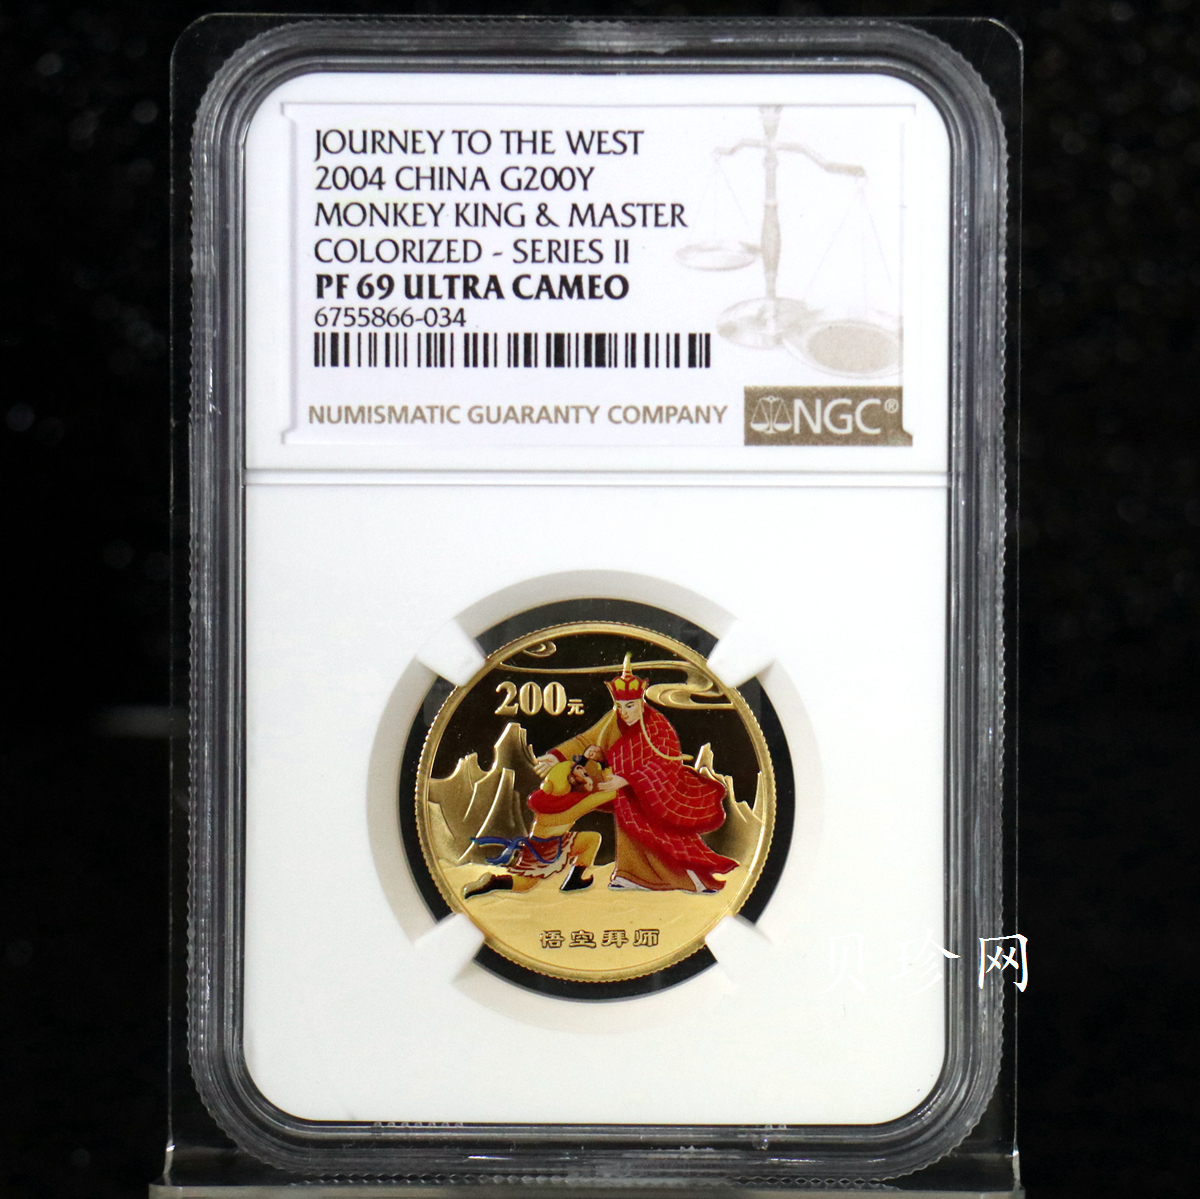 JOURNEY TO THE WEST
2004 CHINA G200Y
MONKEY KING & MASTER
COLORIZED - SERIES II
PF 69 ULTRA CAMEO
6755866-034
NUMISMATIC GUARANTY COMPANY
NGC®
200元
悟空拜师
贝珍网